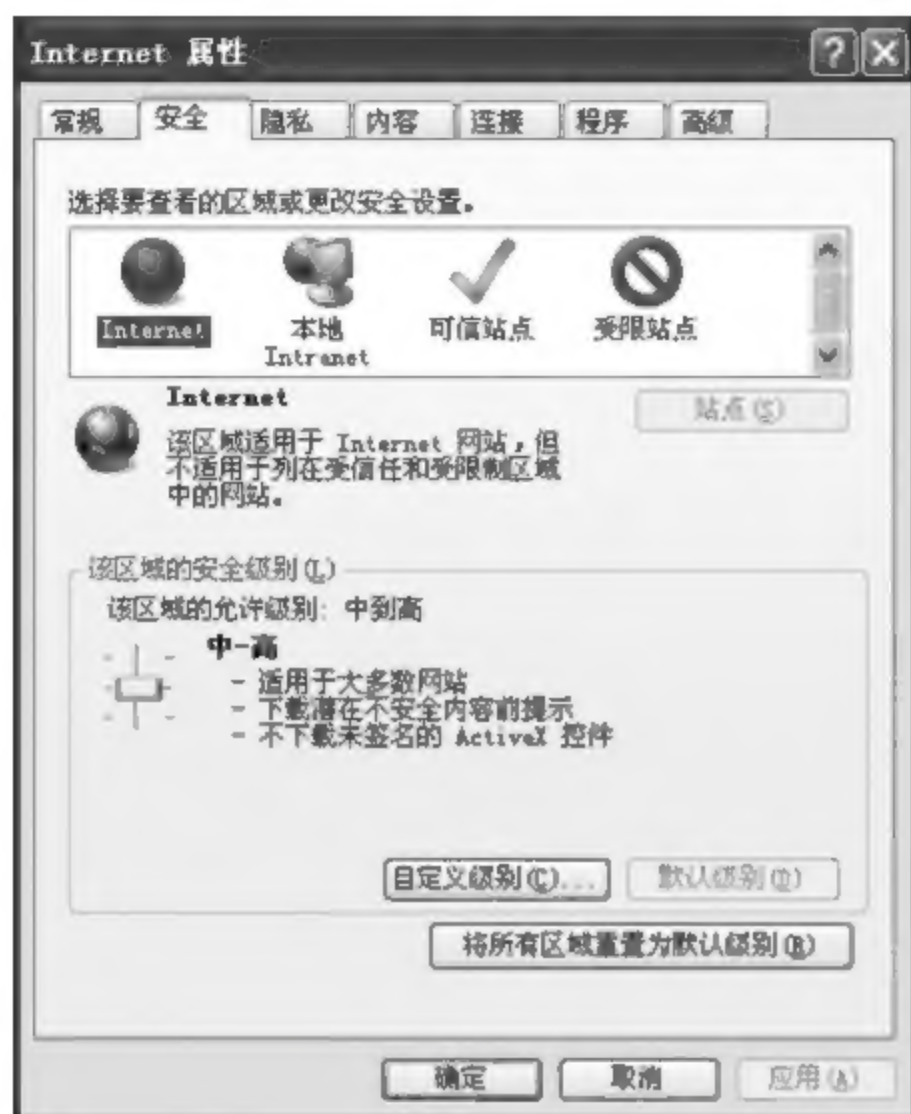 Internet 属性
常规 安全 隐私 内容 连接 程序 高级
选择要查看的区域或更改安全设置。
Internet 本地 可信站点 受限站点
Intranet
Internet
站点(S)
该区域适用于 Internet 网站，但
不适用于列在受信任和受限制区域
中的网站。
该区域的安全级别(L)
该区域的允许级别: 中到高
中-高
- 适用于大多数网站
- 下载潜在不安全内容前提示
- 不下载未签名的 ActiveX 控件
自定义级别(C)... 默认级别(D)
将所有区域重置为默认级别(R)
确定 取消 应用(A)